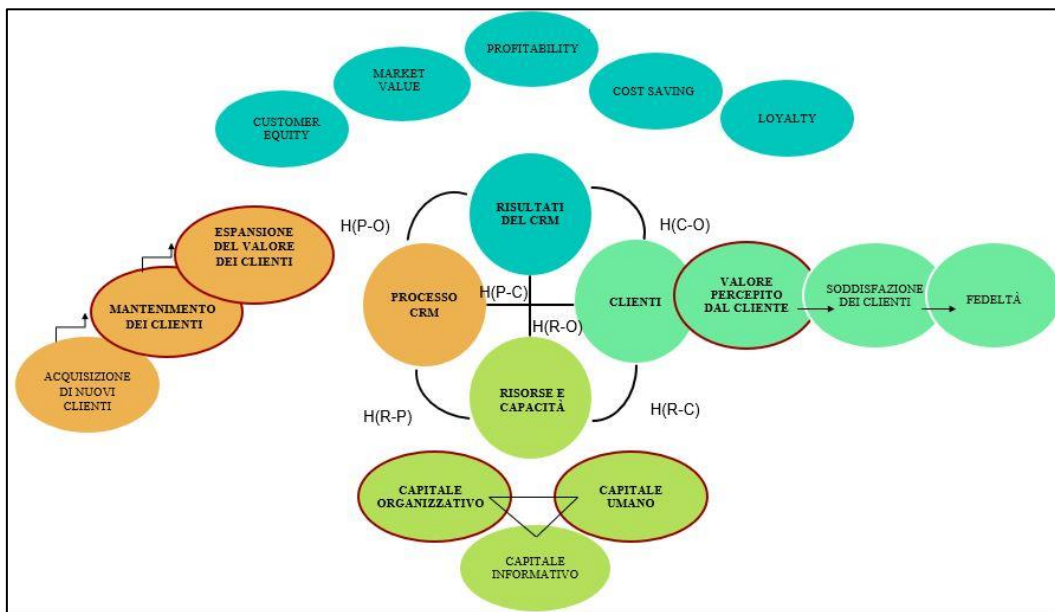 PROFITABILITY
MARKET
VALUE
COST SAVING
CUSTOMER
EQUITY
LOYALTY
RISULTATI
DEL CRM
H(P-O)
H(C-O)
ESPANSIONE
DEL VALORE
DEI CLIENTI
MANTENIMENTO
DEI CLIENTI
ACQUISIZIONE
DI NUOVI
CLIENTI
PROCESSO
CRM
H(P-C)
H(R-O)
CLIENTI
VALORE
PERCEPITO
DAL CLIENTE
SODDISFAZIONE
DEI CLIENTI
FEDELTÀ
RISORSE E
CAPACITÀ
H(R-P)
H(R-C)
CAPITALE
ORGANIZZATIVO
CAPITALE
UMANO
CAPITALE
INFORMATIVO